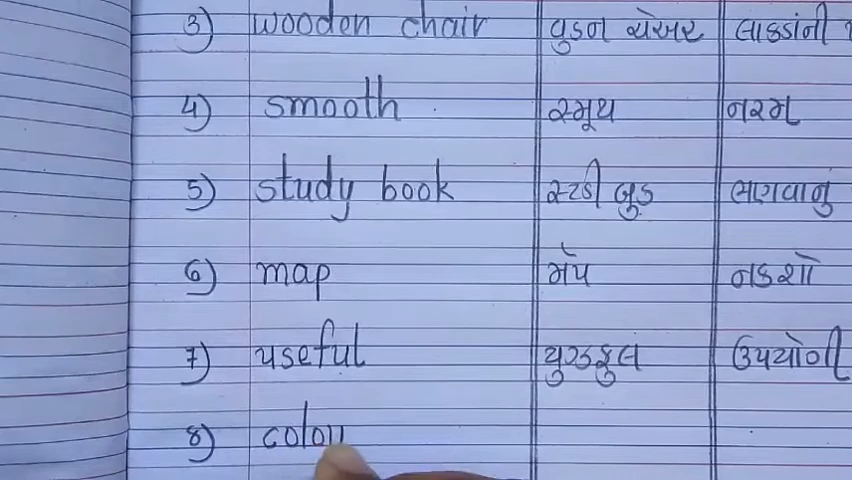 3) wooden chair વુડન ચેઅર લાકડાંની
4) smooth સ્મૂથ નરમ
5) study book સ્ટડી બુક ભણવાનુ
6) map મૅપ નકશો
7) useful યુઝફુલ ઉપયોગી
8) colou